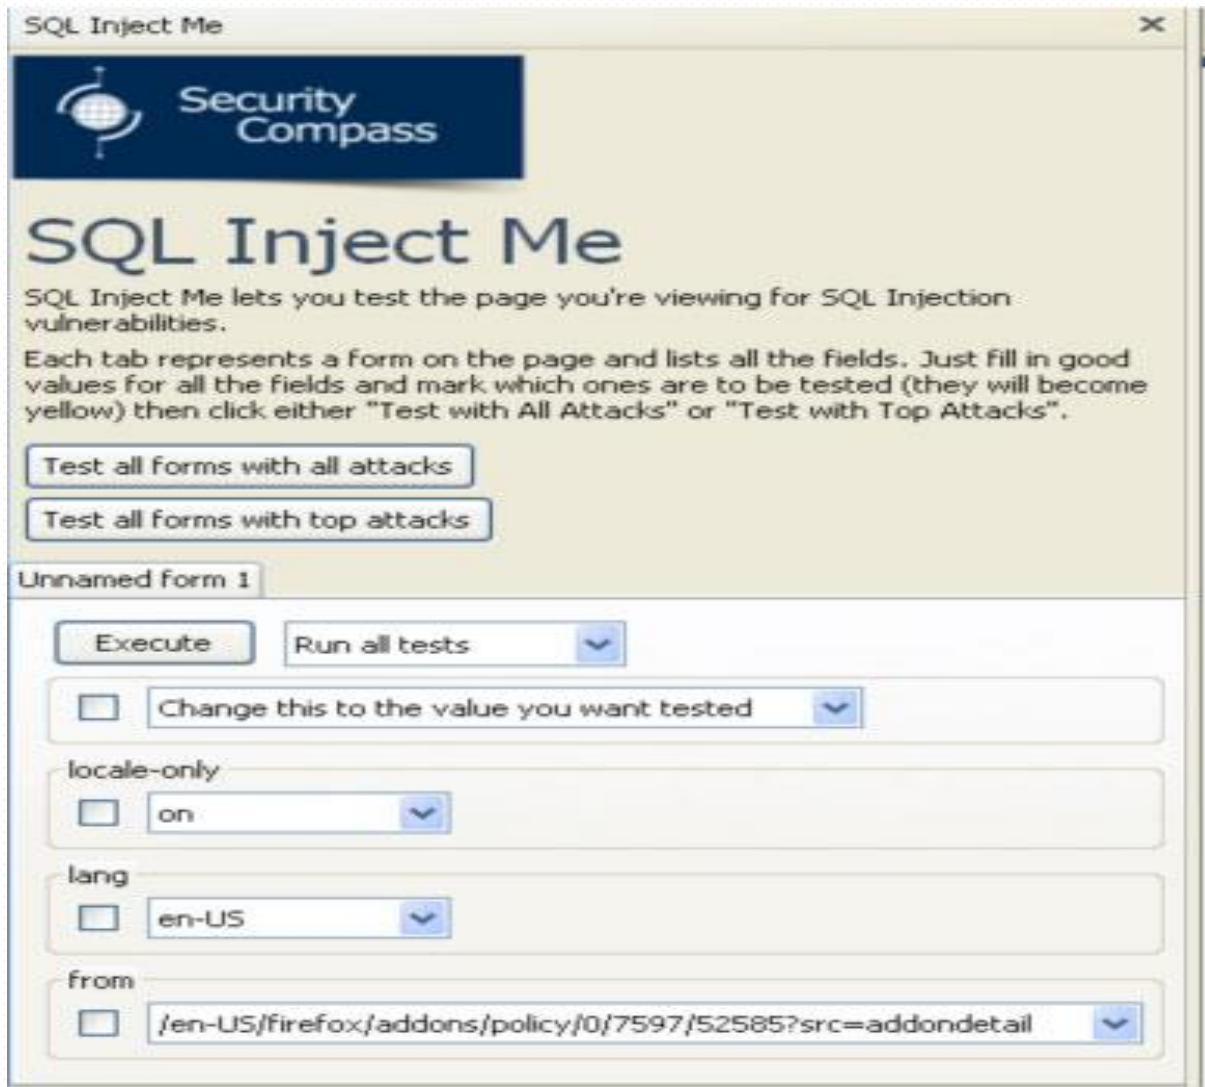 SQL Inject Me
Security
Compass
SQL Inject Me
SQL Inject Me lets you test the page you're viewing for SQL Injection
vulnerabilities.
Each tab represents a form on the page and lists all the fields. Just fill in good
values for all the fields and mark which ones are to be tested (they will become
yellow) then click either "Test with All Attacks" or "Test with Top Attacks".
Test all forms with all attacks
Test all forms with top attacks
Unnamed form 1
Execute Run all tests
Change this to the value you want tested
locale-only
on
lang
en-US
from
/en-US/firefox/addons/policy/0/7597/52585?src=addondetail